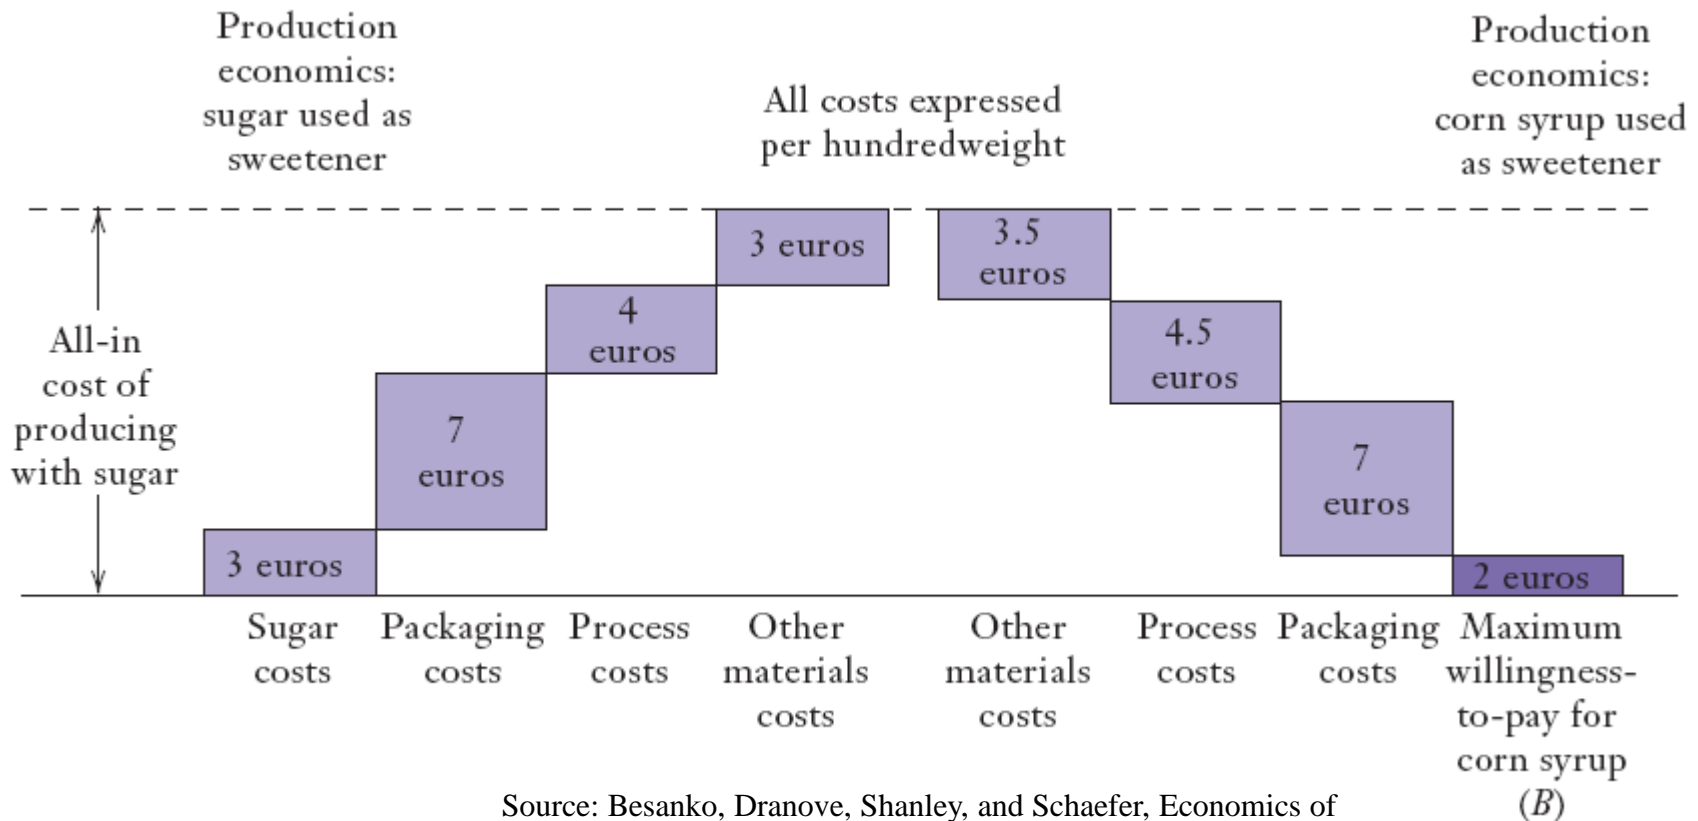 Production
economics:
sugar used as
sweetener
All costs expressed
per hundredweight
Production
economics:
corn syrup used
as sweetener
All-in
cost of
producing
with sugar
3 euros
7
euros
4
euros
3 euros
3.5
euros
4.5
euros
7
euros
2 euros
Sugar
costs
Packaging
costs
Process
costs
Other
materials
costs
Other
materials
costs
Process
costs
Packaging
costs
Maximum
willingness-
to-pay for
corn syrup
(B)
Source: Besanko, Dranove, Shanley, and Schaefer, Economics of